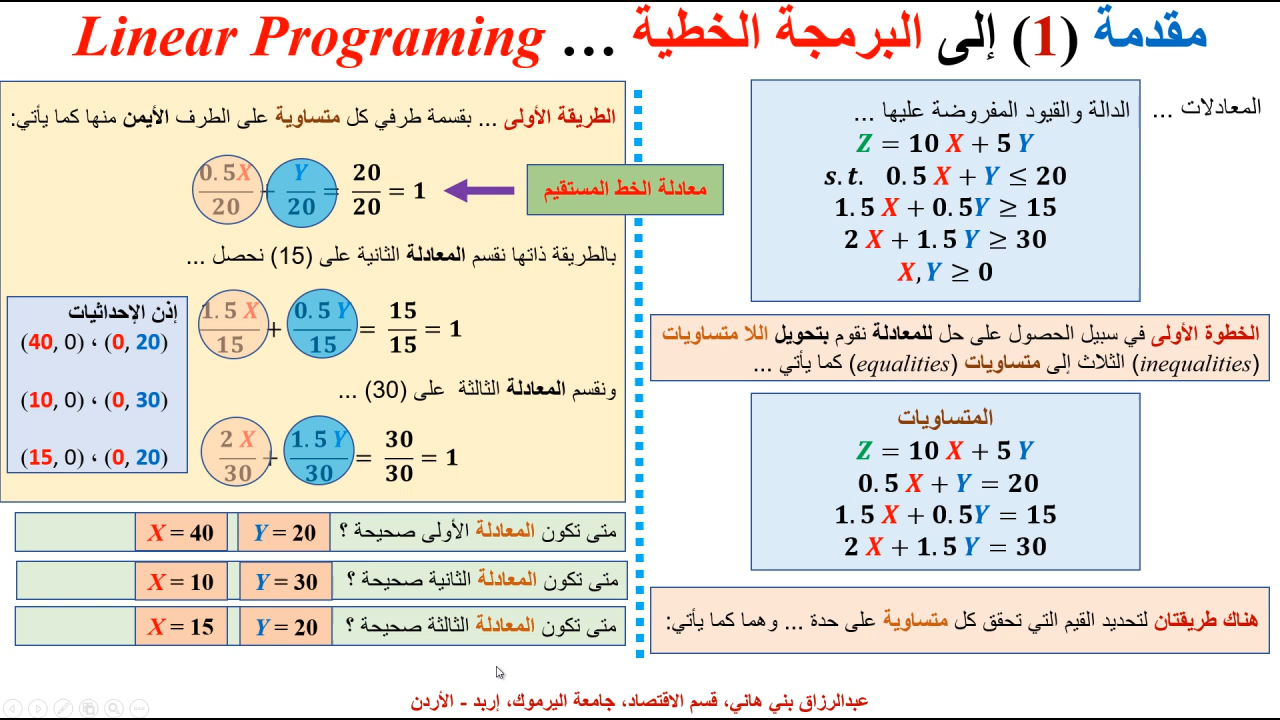 مقدمة (1) إلى البرمجة الخطية ... Linear Programing
المعادلات ...
الدالة والقيود المفروضة عليها ...
Z = 10 X + 5 Y
s.t. 0.5 X + Y ≤ 20
1.5 X + 0.5Y ≥ 15
2 X + 1.5 Y ≥ 30
X, Y ≥ 0
الخطوة الأولى في سبيل الحصول على حل للمعادلة نقوم بتحويل اللا متساويات
(inequalities) الثلاث إلى متساويات (equalities) كما يأتي ...
المتساويات
Z = 10 X + 5 Y
0.5 X + Y = 20
1.5 X + 0.5Y = 15
2 X + 1.5 Y = 30
هناك طريقتان لتحديد القيم التي تحقق كل متساوية على حدة ... وهما كما يأتي:
الطريقة الأولى ... بقسمة طرفي كل متساوية على الطرف الأيمن منها كما يأتي:
0.5X/20 + Y/20 = 20/20 = 1
معادلة الخط المستقيم
بالطريقة ذاتها نقسم المعادلة الثانية على (15) نحصل ...
1.5 X/15 + 0.5 Y/15 = 15/15 = 1
ونقسم المعادلة الثالثة على (30) ...
2 X/30 + 1.5 Y/30 = 30/30 = 1
إذن الإحداثيات
(40, 0) ، (0, 20)
(10, 0) ، (0, 30)
(15, 0) ، (0, 20)
متى تكون المعادلة الأولى صحيحة ؟ Y = 20 X = 40
متى تكون المعادلة الثانية صحيحة ؟ Y = 30 X = 10
متى تكون المعادلة الثالثة صحيحة ؟ Y = 20 X = 15
عبدالرزاق بني هاني، قسم الاقتصاد، جامعة اليرموك، إربد - الأردن